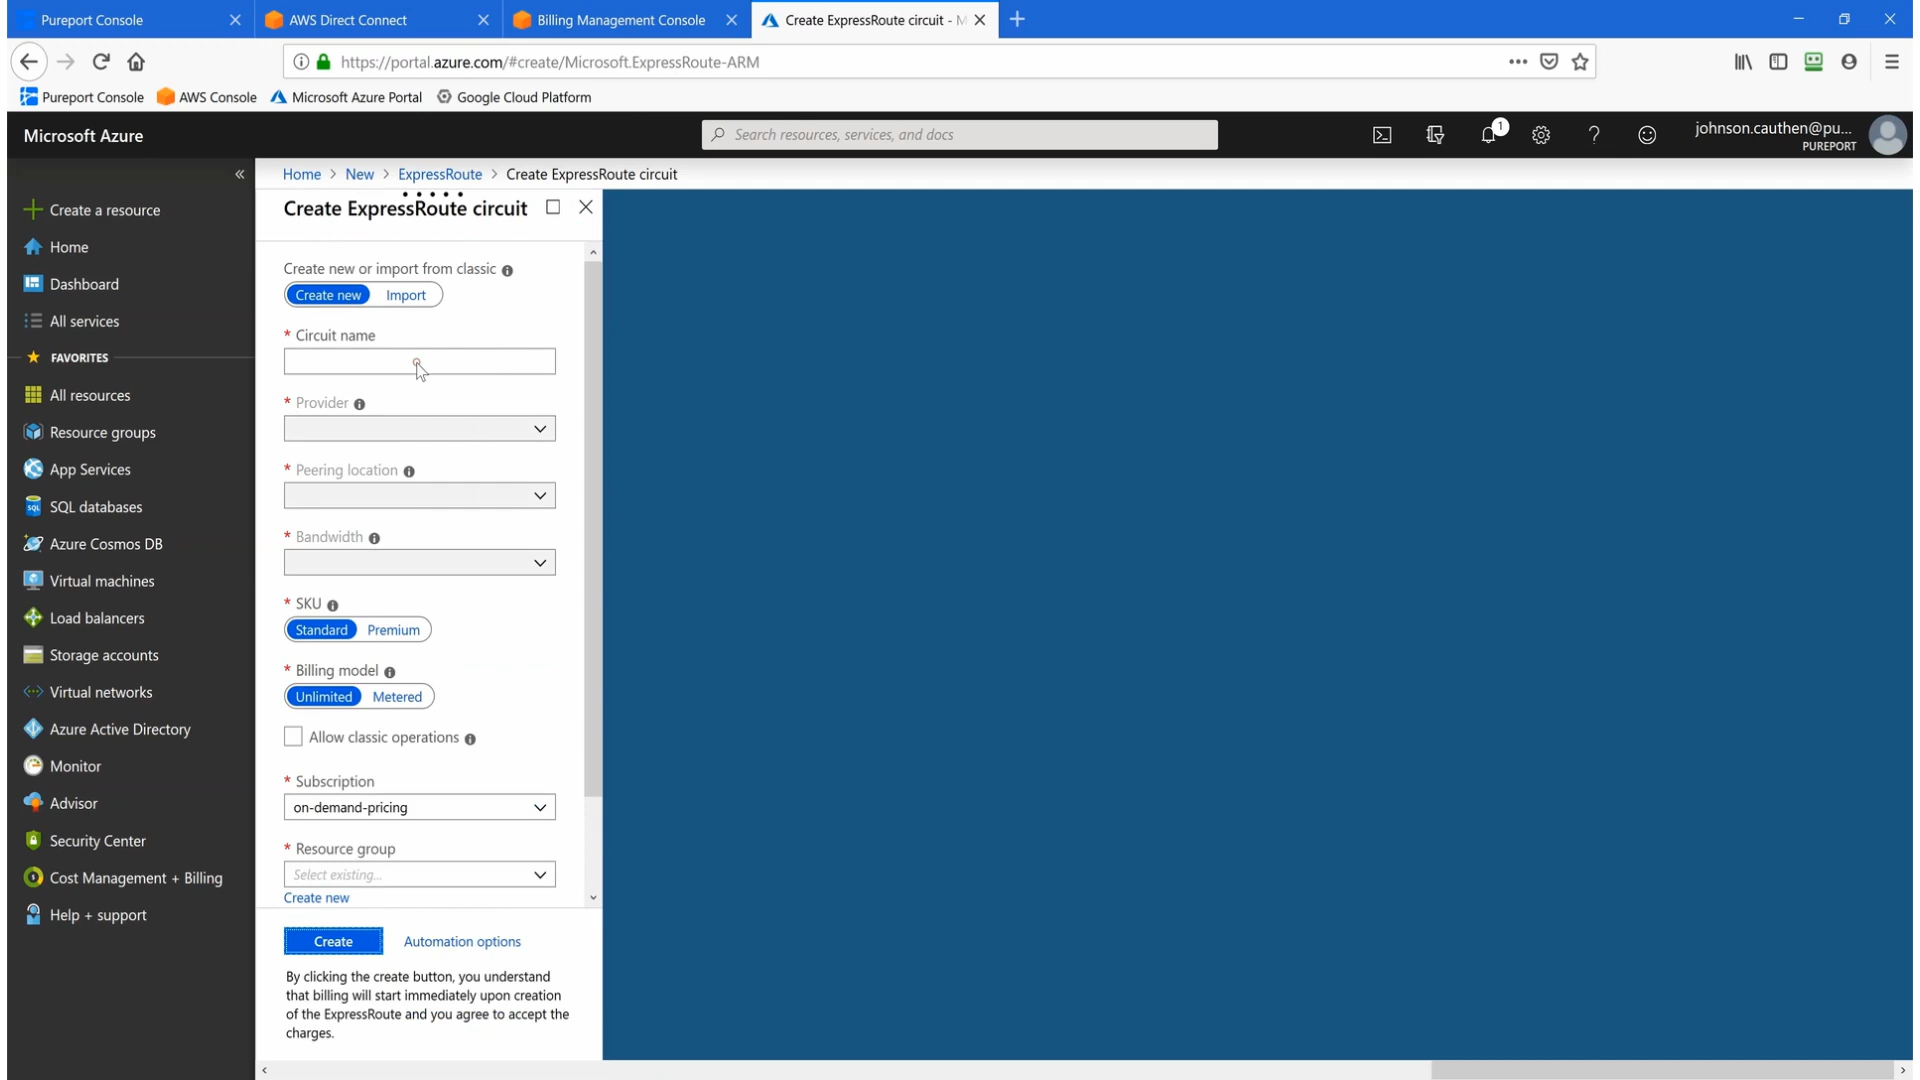 Pureport Console
AWS Direct Connect
Billing Management Console
Create ExpressRoute circuit - M
https://portal.azure.com/#create/Microsoft.ExpressRoute-ARM
Pureport Console
AWS Console
Microsoft Azure Portal
Google Cloud Platform
Microsoft Azure
Search resources, services, and docs
1
johnson.cauthen@pu...
PUREPORT
Home > New > ExpressRoute > Create ExpressRoute circuit
Create a resource
Home
Dashboard
All services
FAVORITES
All resources
Resource groups
App Services
SQL databases
Azure Cosmos DB
Virtual machines
Load balancers
Storage accounts
Virtual networks
Azure Active Directory
Monitor
Advisor
Security Center
Cost Management + Billing
Help + support
Create ExpressRoute circuit
Create new or import from classic
Create new Import
* Circuit name
* Provider
* Peering location
* Bandwidth
* SKU
Standard Premium
* Billing model
Unlimited Metered
Allow classic operations
* Subscription
on-demand-pricing
* Resource group
Select existing...
Create new
Create Automation options
By clicking the create button, you understand
that billing will start immediately upon creation
of the ExpressRoute and you agree to accept the
charges.